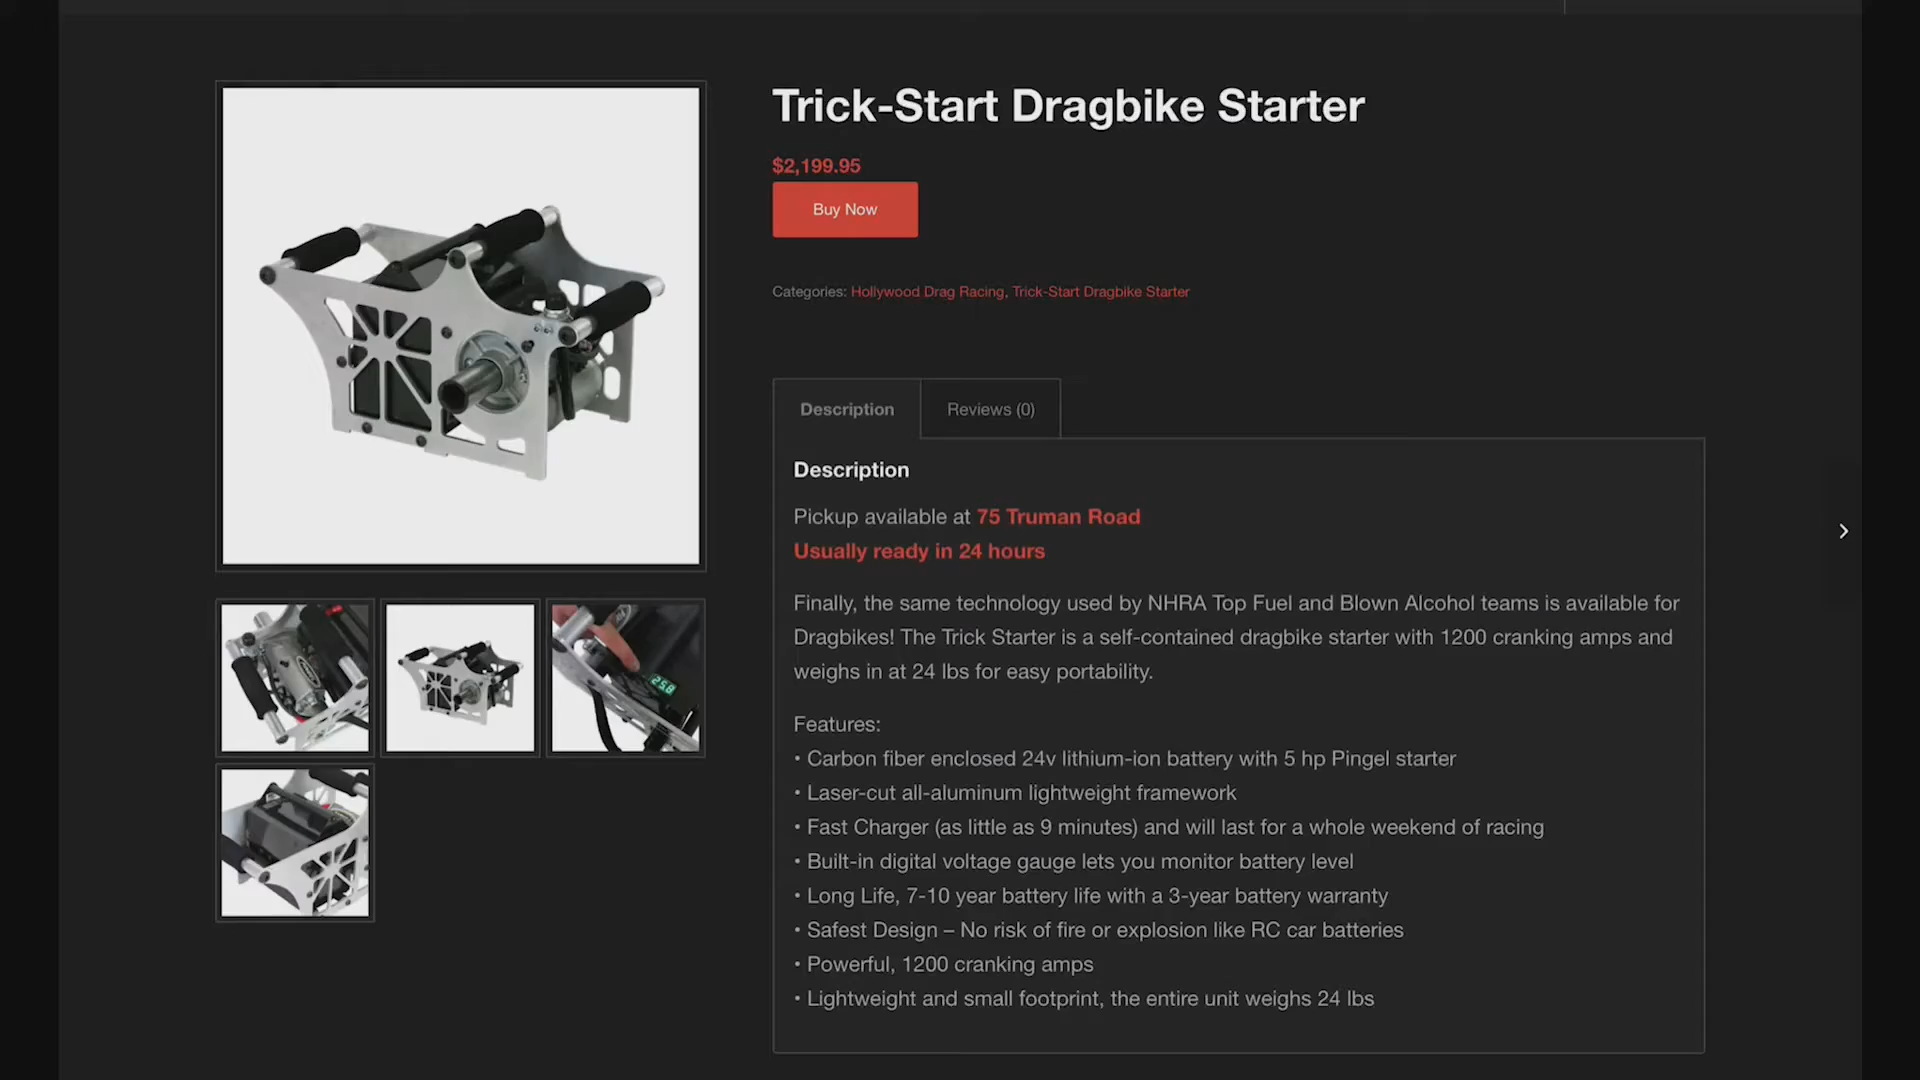 Trick-Start Dragbike Starter
$2,199.95
Buy Now
Categories: Hollywood Drag Racing, Trick-Start Dragbike Starter
Description
Reviews (0)
Description
Pickup available at 75 Truman Road
Usually ready in 24 hours
Finally, the same technology used by NHRA Top Fuel and Blown Alcohol teams is available for
Dragbikes! The Trick Starter is a self-contained dragbike starter with 1200 cranking amps and
weighs in at 24 lbs for easy portability.
Features:
• Carbon fiber enclosed 24v lithium-ion battery with 5 hp Pingel starter
• Laser-cut all-aluminum lightweight framework
• Fast Charger (as little as 9 minutes) and will last for a whole weekend of racing
• Built-in digital voltage gauge lets you monitor battery level
• Long Life, 7-10 year battery life with a 3-year battery warranty
• Safest Design – No risk of fire or explosion like RC car batteries
• Powerful, 1200 cranking amps
• Lightweight and small footprint, the entire unit weighs 24 lbs
25.8